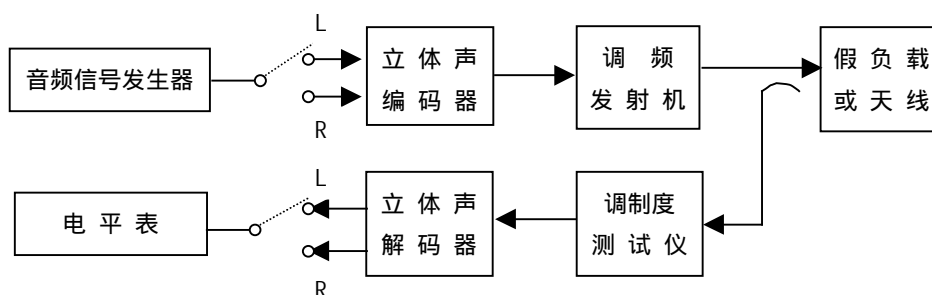 L
音频信号发生器
立 体 声
编 码 器
调 频
发 射 机
假 负 载
或 天 线
R
L
电 平 表
立 体 声
解 码 器
调制度
测 试 仪
R